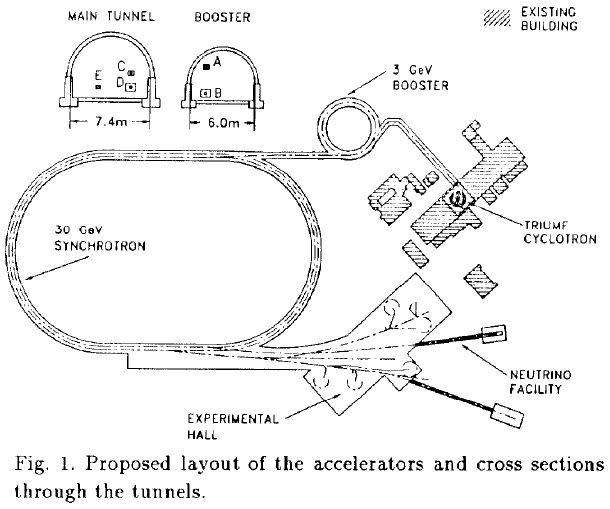 MAIN TUNNEL
BOOSTER
EXISTING
BUILDING
C
E
D
A
B
7.4m
6.0m
3 GeV
BOOSTER
30 GeV
SYNCHROTRON
TRIUMF
CYCLOTRON
NEUTRINO
FACILITY
EXPERIMENTAL
HALL
Fig. 1. Proposed layout of the accelerators and cross sections
through the tunnels.